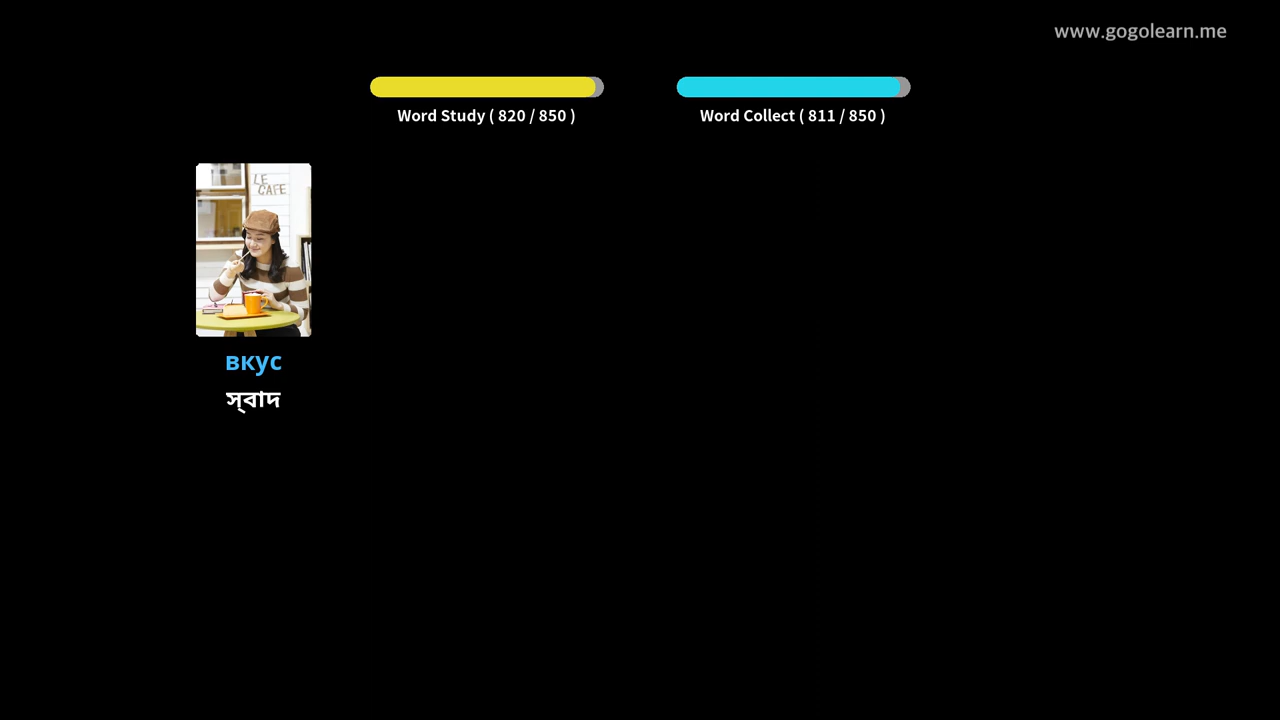 www.gogolearn.me
Word Study ( 820 / 850 )
Word Collect ( 811 / 850 )
LE
CAFE
вкус
স্বাদ